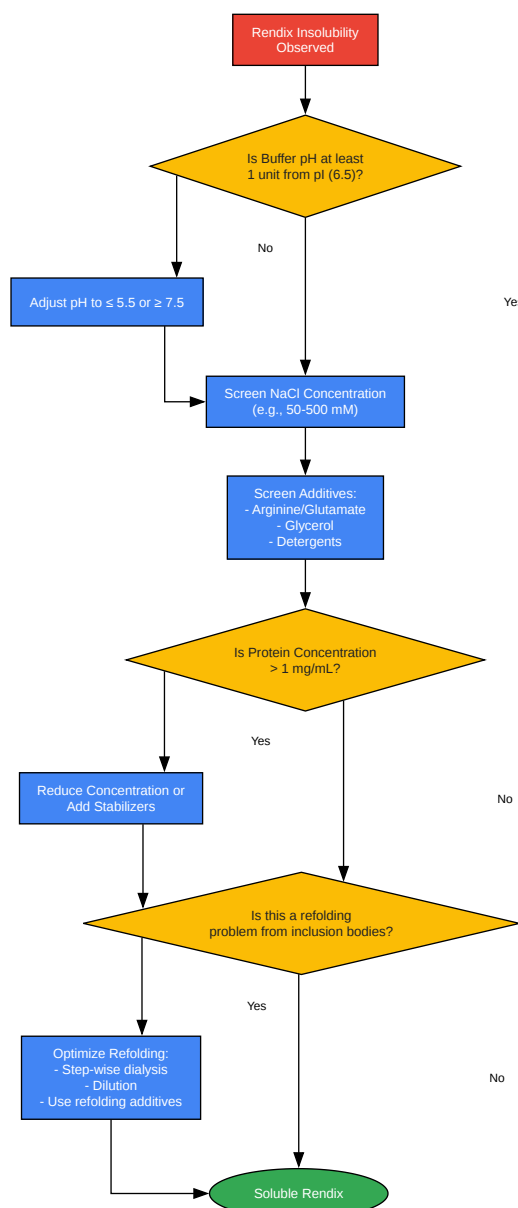 Rendix Insolubility
Observed
Is Buffer pH at least
1 unit from pI (6.5)?
No
Adjust pH to ≤ 5.5 or ≥ 7.5
Ye
Screen NaCl Concentration
(e.g., 50-500 mM)
Screen Additives:
- Arginine/Glutamate
- Glycerol
- Detergents
Is Protein Concentration
> 1 mg/mL?
Yes
Reduce Concentration or
Add Stabilizers
No
Is this a refolding
problem from inclusion bodies?
Yes
Optimize Refolding:
- Step-wise dialysis
- Dilution
- Use refolding additives
No
Soluble Rendix